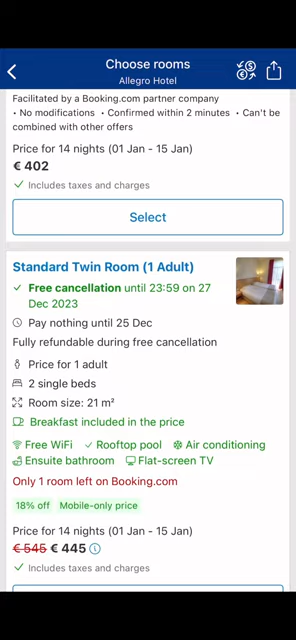 Choose rooms
Allegro Hotel
Facilitated by a Booking.com partner company
• No modifications • Confirmed within 2 minutes • Can't be
combined with other offers
Price for 14 nights (01 Jan - 15 Jan)
€ 402
Includes taxes and charges
Select
Standard Twin Room (1 Adult)
Free cancellation until 23:59 on 27
Dec 2023
Pay nothing until 25 Dec
Fully refundable during free cancellation
Price for 1 adult
2 single beds
Room size: 21 m²
Breakfast included in the price
Free WiFi Rooftop pool Air conditioning
Ensuite bathroom Flat-screen TV
Only 1 room left on Booking.com
18% off Mobile-only price
Price for 14 nights (01 Jan - 15 Jan)
€ 545 € 445
Includes taxes and charges